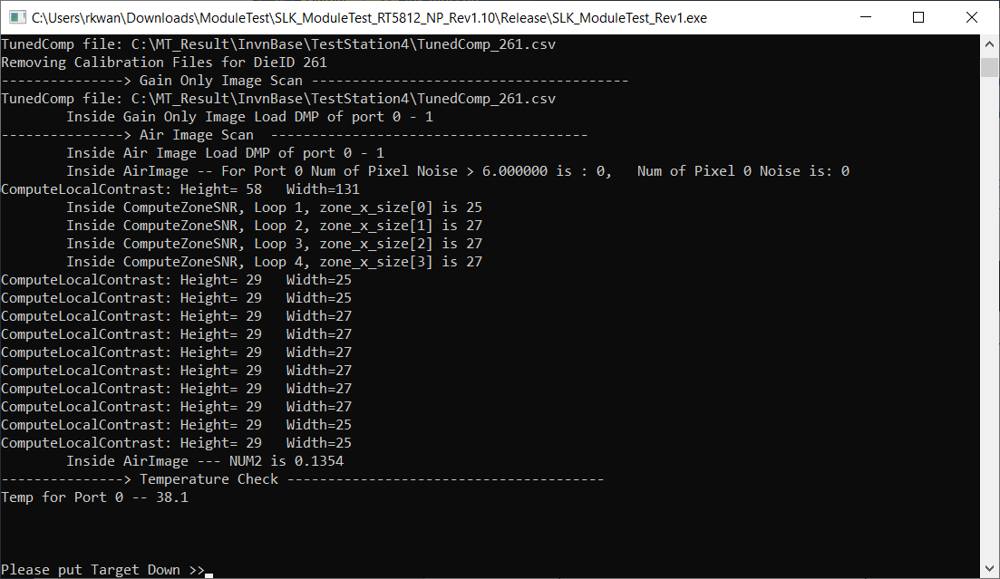 C:\Users\rkwan\Downloads\ModuleTest\SLK_ModuleTest_RT5812_NP_Rev1.10\Release\SLK_ModuleTest_Rev1.exe
TunedComp file: C:\MT_Result\InvnBase\TestStation4\TunedComp_261.csv
Removing Calibration Files for DieID 261
---------------> Gain Only Image Scan ---------------------------------------
TunedComp file: C:\MT_Result\InvnBase\TestStation4\TunedComp_261.csv
        Inside Gain Only Image Load DMP of port 0 - 1
---------------> Air Image Scan  ---------------------------------------
        Inside Air Image Load DMP of port 0 - 1
        Inside AirImage -- For Port 0 Num of Pixel Noise > 6.000000 is : 0,   Num of Pixel 0 Noise is: 0
ComputeLocalContrast: Height= 58   Width=131
        Inside ComputeZoneSNR, Loop 1, zone_x_size[0] is 25
        Inside ComputeZoneSNR, Loop 2, zone_x_size[1] is 27
        Inside ComputeZoneSNR, Loop 3, zone_x_size[2] is 27
        Inside ComputeZoneSNR, Loop 4, zone_x_size[3] is 27
ComputeLocalContrast: Height= 29   Width=25
ComputeLocalContrast: Height= 29   Width=25
ComputeLocalContrast: Height= 29   Width=27
ComputeLocalContrast: Height= 29   Width=27
ComputeLocalContrast: Height= 29   Width=27
ComputeLocalContrast: Height= 29   Width=27
ComputeLocalContrast: Height= 29   Width=27
ComputeLocalContrast: Height= 29   Width=27
ComputeLocalContrast: Height= 29   Width=25
ComputeLocalContrast: Height= 29   Width=25
        Inside AirImage --- NUM2 is 0.1354
---------------> Temperature Check ---------------------------------------
Temp for Port 0 -- 38.1
Please put Target Down >>